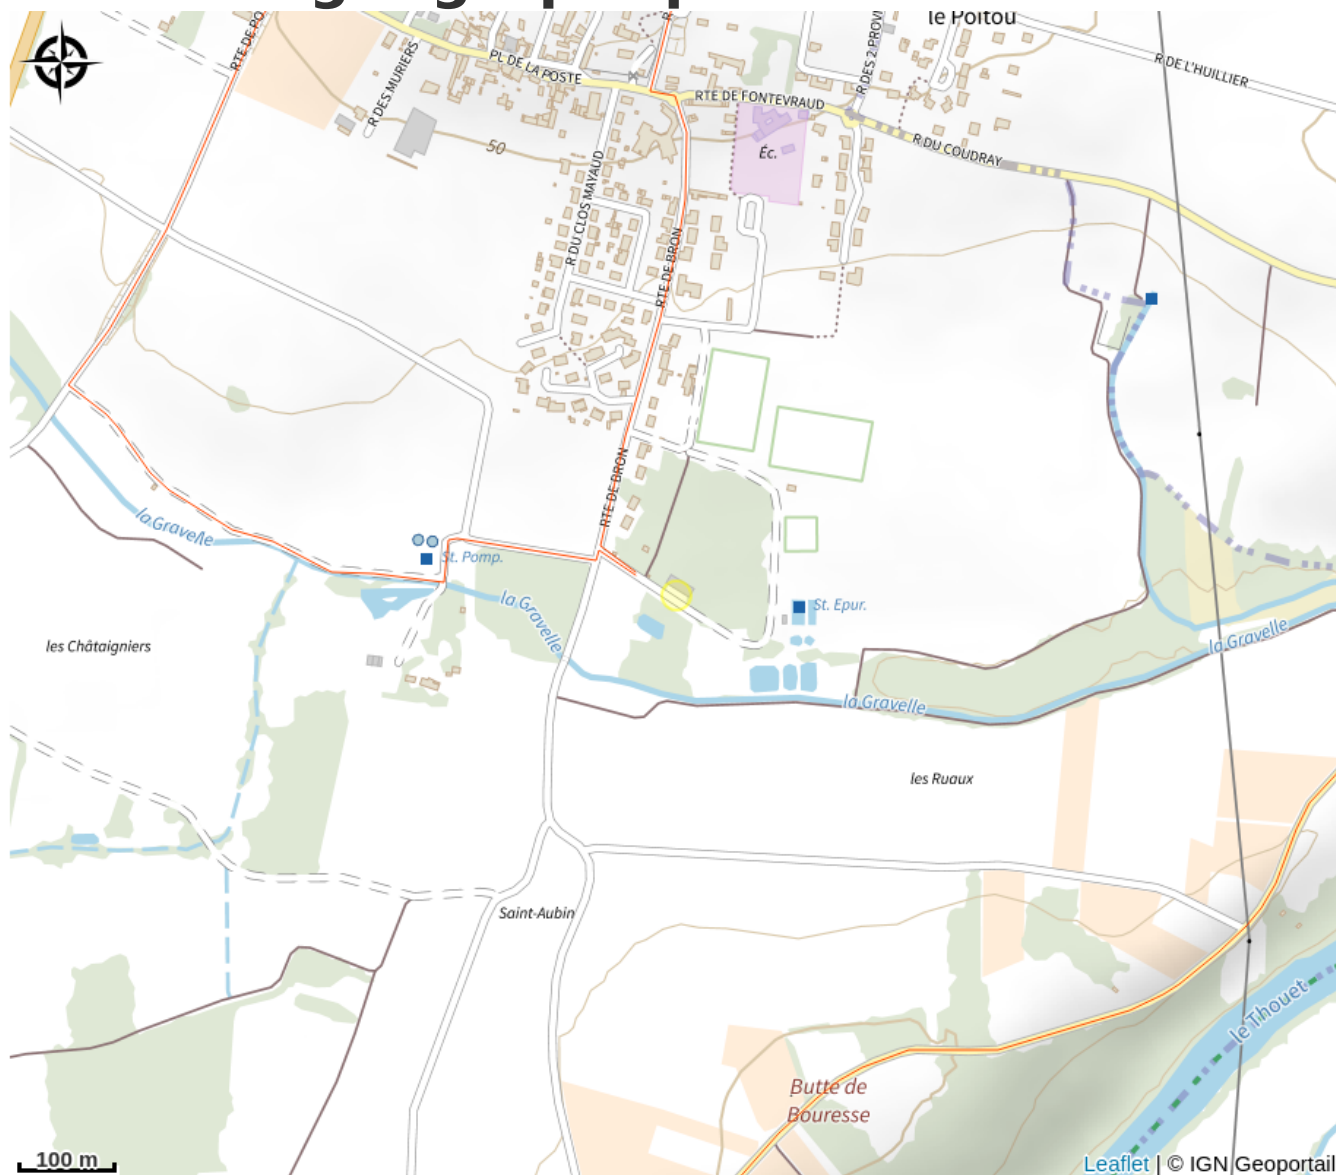 le Poitou
R DE L'HUILLIER
R DES 2 PROVI
RTE DE PO
R DES MURIERS
PL DE LA POSTE
RTE DE FONTEVRAUD
R DU COUDRAY
50
Éc.
R DU CLOS MAYAUD
RTE DE BRON
RTE DE BRON
la Gravelle
St. Pomp.
la Gravelle
St. Epur.
la Gravelle
les Châtaigniers
la Gravelle
les Ruaux
Saint-Aubin
le Thouet
Butte de
Bouresse
100 m
Leaflet | © IGN Geoportail